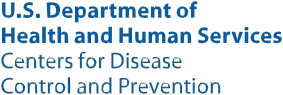 U.S. Department of
Health and Human Services
Centers for Disease
Control and Prevention